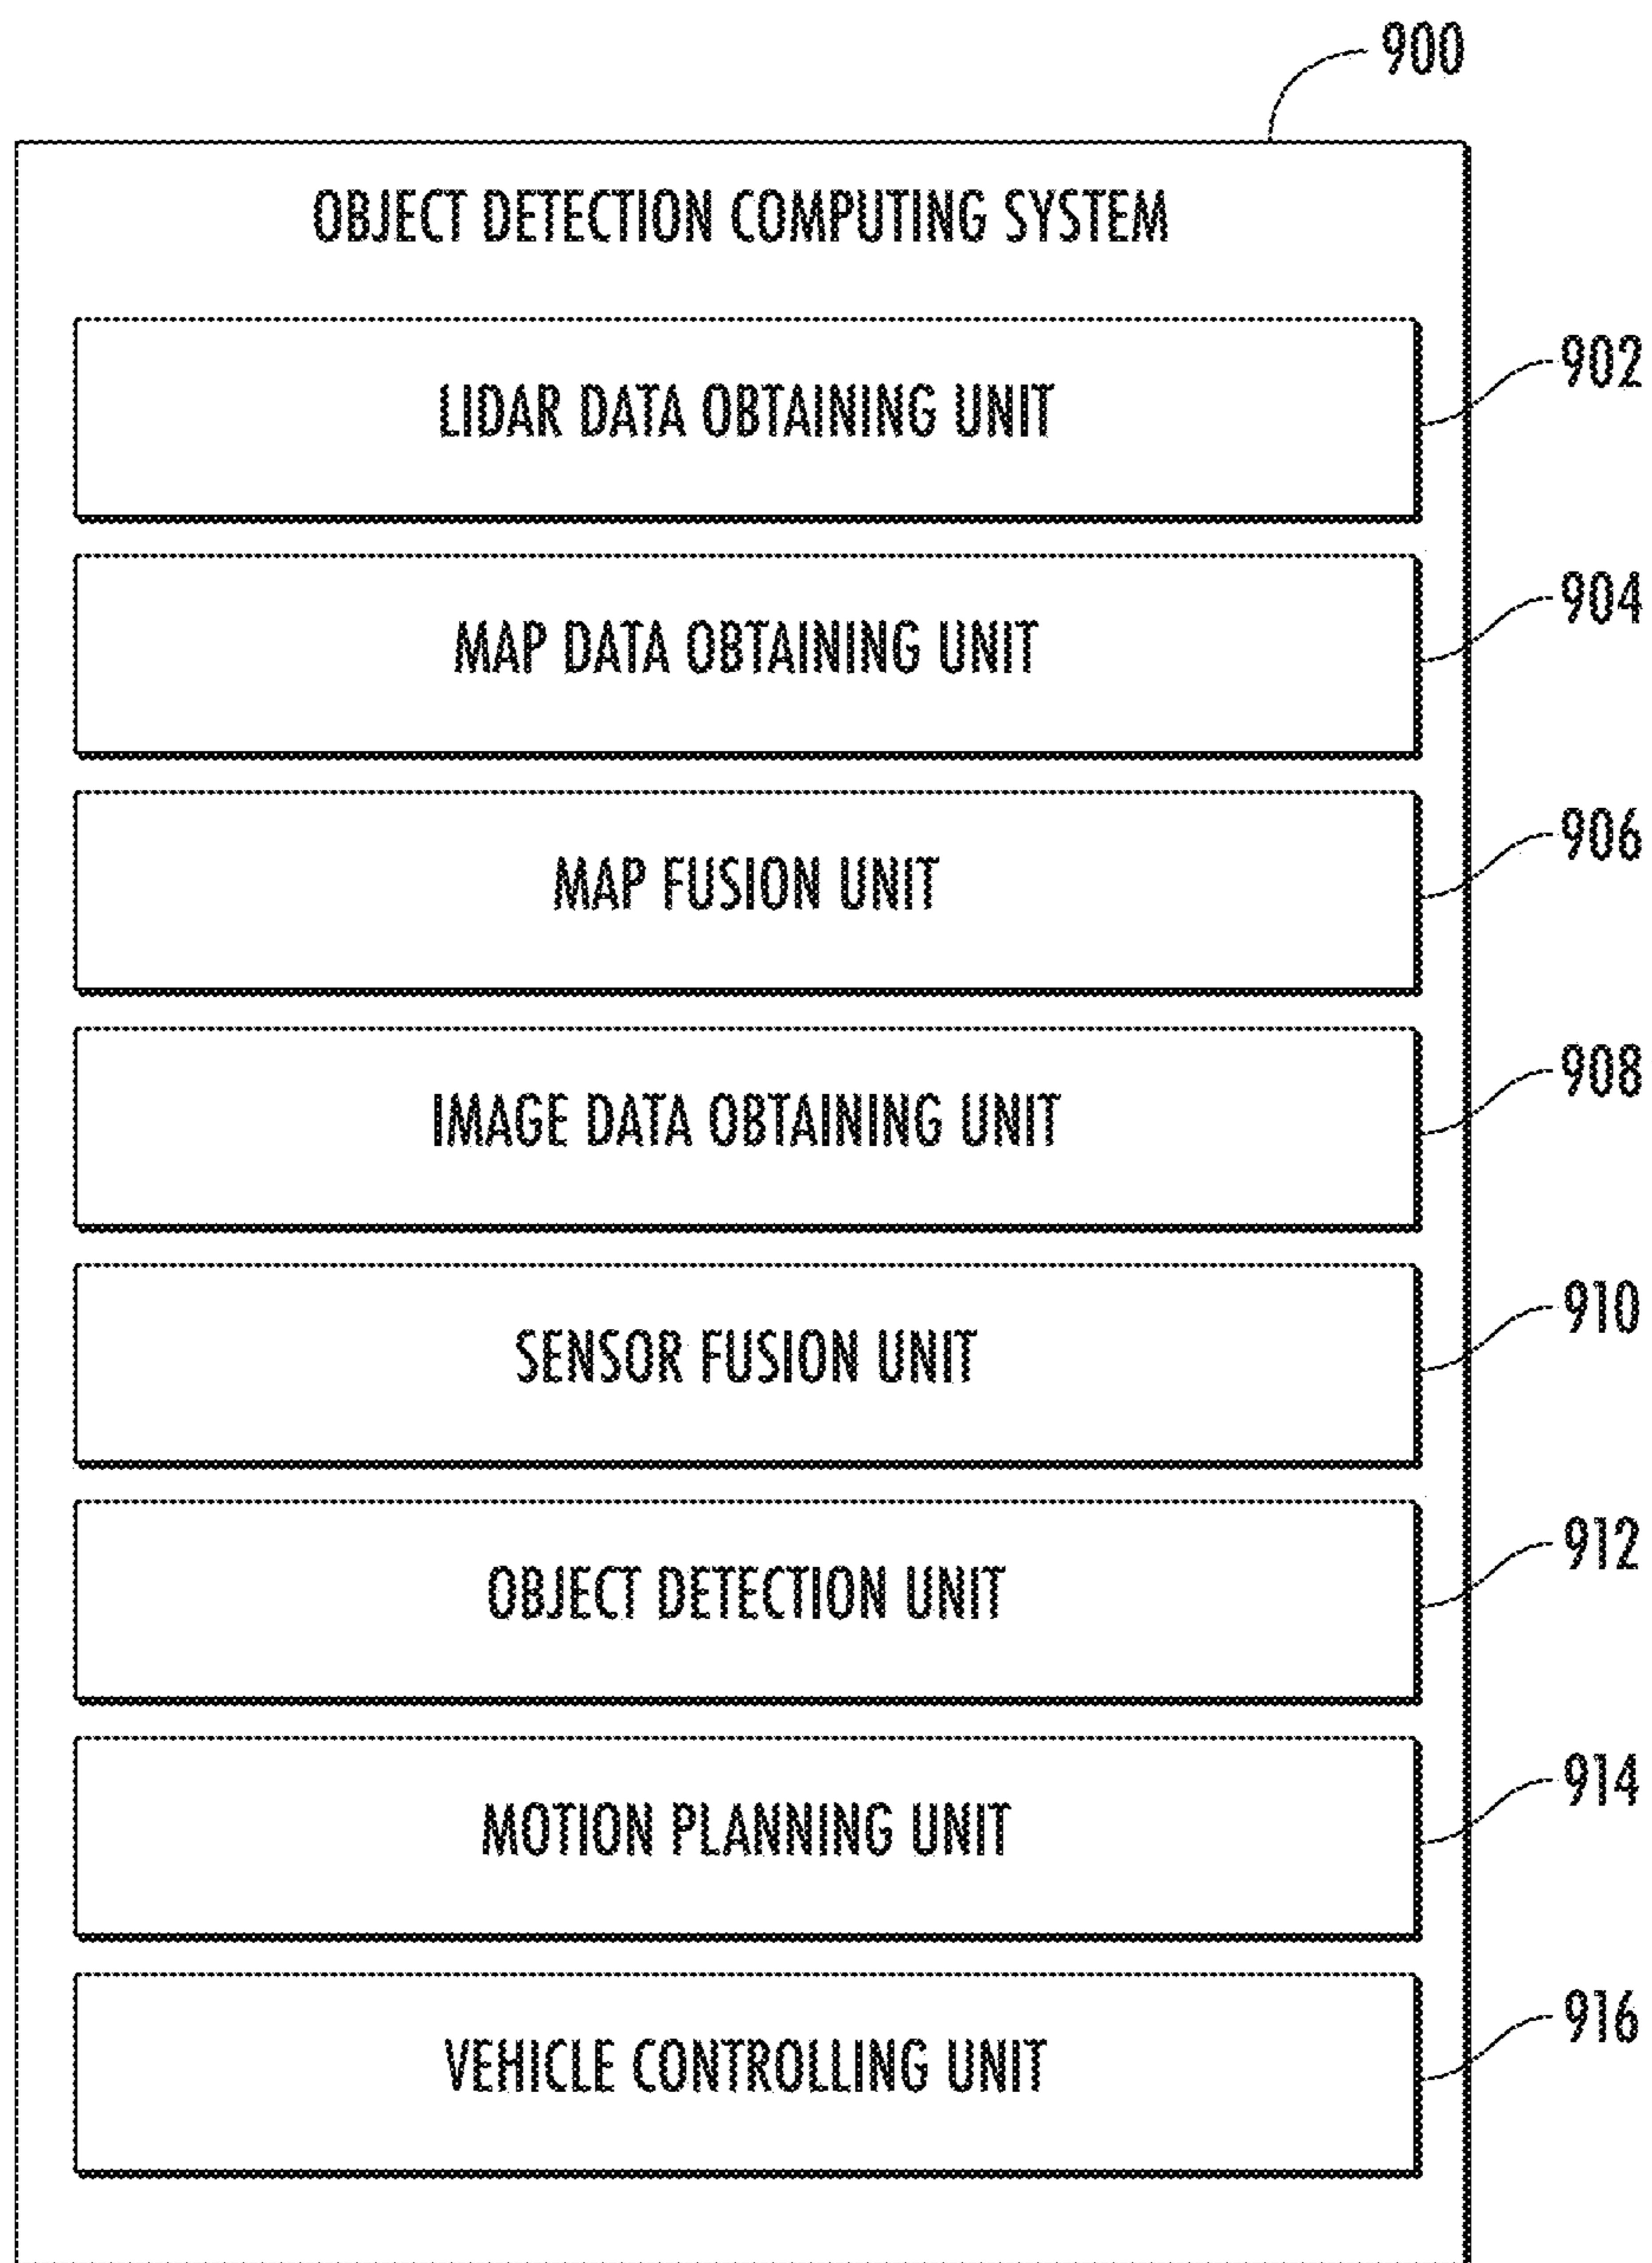 900
OBJECT DETECTION COMPUTING SYSTEM
LIDAR DATA OBTAINING UNIT
902
MAP DATA OBTAINING UNIT
904
MAP FUSION UNIT
906
IMAGE DATA OBTAINING UNIT
908
SENSOR FUSION UNIT
910
OBJECT DETECTION UNIT
912
MOTION PLANNING UNIT
914
VEHICLE CONTROLLING UNIT
916